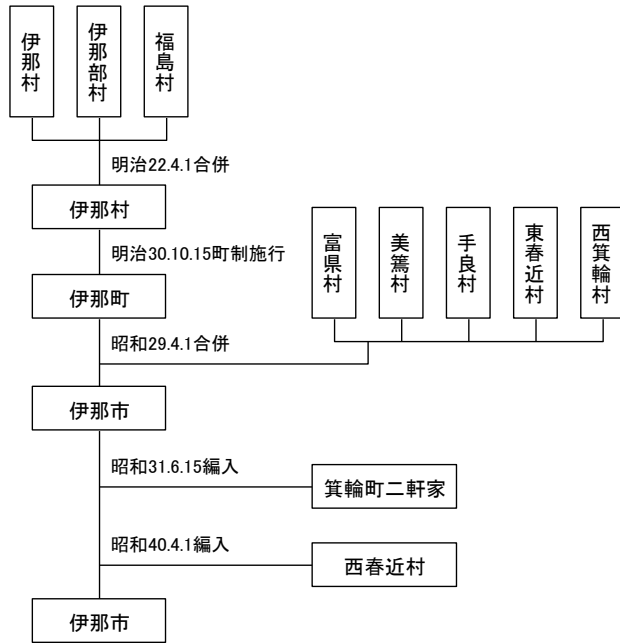 伊那村
伊那部村
福島村
明治22.4.1合併
伊那村
明治30.10.15町制施行
伊那町
富県村
美篶村
手良村
東春近村
西箕輪村
昭和29.4.1合併
伊那市
昭和31.6.15編入
箕輪町二軒家
昭和40.4.1編入
西春近村
伊那市